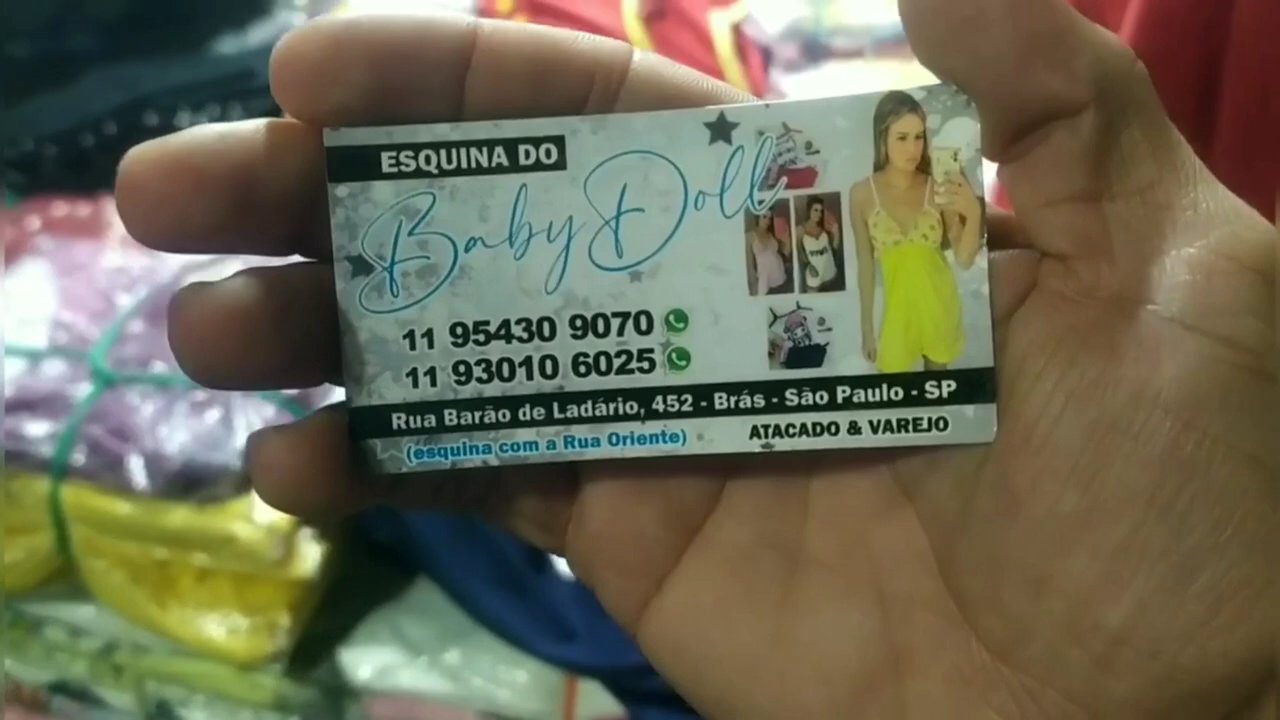 ESQUINA DO
Baby Doll
11 95430 9070
11 93010 6025
Rua Barão de Ladário, 452 - Brás - São Paulo - SP
(esquina com a Rua Oriente)
ATACADO & VAREJO